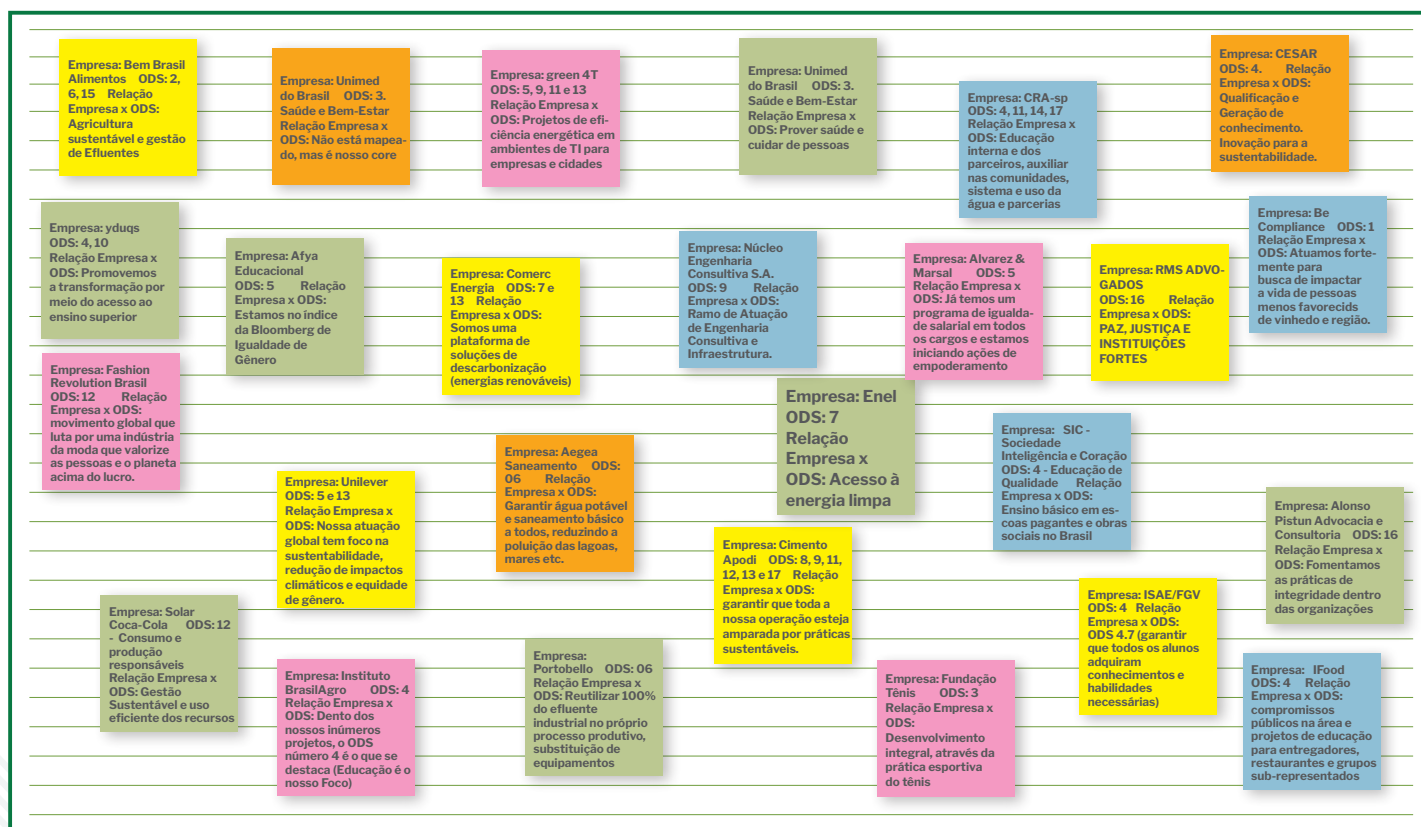 Empresa: Bem Brasil
Alimentos ODS: 2,
6, 15 Relação
Empresa x ODS:
Agricultura
sustentável e gestão
de Efluentes
Empresa: Unimed
do Brasil ODS: 3.
Saúde e Bem-Estar
Relação Empresa x
ODS: Não está mapea-
do, mas é nosso core
Empresa: green 4T
ODS: 5, 9, 11 e 13
Relação Empresa x
ODS: Projetos de efi-
ciência energética em
ambientes de TI para
empresas e cidades
Empresa: Unimed
do Brasil ODS: 3.
Saúde e Bem-Estar
Relação Empresa x
ODS: Prover saúde e
cuidar de pessoas
Empresa: CRA-sp
ODS: 4, 11, 14, 17
Relação Empresa x
ODS: Educação
interna e dos
parceiros, auxiliar
nas comunidades,
sistema e uso da
água e parcerias
Empresa: CESAR
ODS: 4. Relação
Empresa x ODS:
Qualificação e
Geração de
conhecimento.
Inovação para a
sustentabilidade.
Empresa: yduqs
ODS: 4, 10
Relação Empresa x
ODS: Promovemos
a transformação por
meio do acesso ao
ensino superior
Empresa: Afya
Educacional
ODS: 5 Relação
Empresa x ODS:
Estamos no índice
da Bloomberg de
Igualdade de
Gênero
Empresa: Comerc
Energia ODS: 7 e
13 Relação
Empresa x ODS:
Somos uma
plataforma de
soluções de
descarbonização
(energias renováveis)
Empresa: Núcleo
Engenharia
Consultiva S.A.
ODS: 9 Relação
Empresa x ODS:
Ramo de Atuação
de Engenharia
Consultiva e
Infraestrutura.
Empresa: Alvarez &
Marsal ODS: 5
Relação Empresa x
ODS: Já temos um
programa de igualda-
de salarial em todos
os cargos e estamos
iniciando ações de
empoderamento
Empresa: RMS ADVO-
GADOS
ODS: 16 Relação
Empresa x ODS:
PAZ, JUSTIÇA E
INSTITUIÇÕES
FORTES
Empresa: Be
Compliance ODS: 1
Relação Empresa x
ODS: Atuamos forte-
mente para
busca de impactar
a vida de pessoas
menos favorecids
de vinhedo e região.
Empresa: Fashion
Revolution Brasil
ODS: 12 Relação
Empresa x ODS:
movimento global que
luta por uma indústria
da moda que valorize
as pessoas e o planeta
acima do lucro.
Empresa: Unilever
ODS: 5 e 13
Relação Empresa x
ODS: Nossa atuação
global tem foco na
sustentabilidade,
redução de impactos
climáticos e equidade
de gênero.
Empresa: Aegea
Saneamento ODS:
06 Relação
Empresa x ODS:
Garantir água potável
e saneamento básico
a todos, reduzindo a
poluição das lagoas,
mares etc.
Empresa: Enel
ODS: 7
Relação
Empresa x
ODS: Acesso à
energia limpa
Empresa: SIC -
Sociedade
Inteligência e Coração
ODS: 4 - Educação de
Qualidade Relação
Empresa x ODS:
Ensino básico em es-
coas pagantes e obras
sociais no Brasil
Empresa: Alonso
Pistun Advocacia e
Consultoria ODS: 16
Relação Empresa x
ODS: Fomentamos
as práticas de
integridade dentro
das organizações
Empresa: Solar
Coca-Cola ODS: 12
- Consumo e
produção
responsáveis
Relação Empresa x
ODS: Gestão
Sustentável e uso
eficiente dos recursos
Empresa: Instituto
BrasilAgro ODS: 4
Relação Empresa x
ODS: Dento dos
nossos inúmeros
projetos, o ODS
número 4 é o que se
destaca (Educação é o
nosso Foco)
Empresa:
Portobello ODS: 06
Relação Empresa x
ODS: Reutilizar 100%
do efluente
industrial no próprio
processo produtivo,
substituição de
equipamentos
Empresa: Cimento
Apodi ODS: 8, 9, 11,
12, 13 e 17 Relação
Empresa x ODS:
garantir que toda a
nossa operação esteja
amparada por práticas
sustentáveis.
Empresa: Fundação
Tênis ODS: 3
Relação Empresa x
ODS:
Desenvolvimento
integral, através da
prática esportiva
do tênis
Empresa: ISAE/FGV
ODS: 4 Relação
Empresa x ODS:
ODS 4.7 (garantir
que todos os alunos
adquiram
conhecimentos e
habilidades
necessárias)
Empresa: IFood
ODS: 4 Relação
Empresa x ODS:
compromissos
públicos na área e
projetos de educação
para entregadores,
restaurantes e grupos
sub-representados